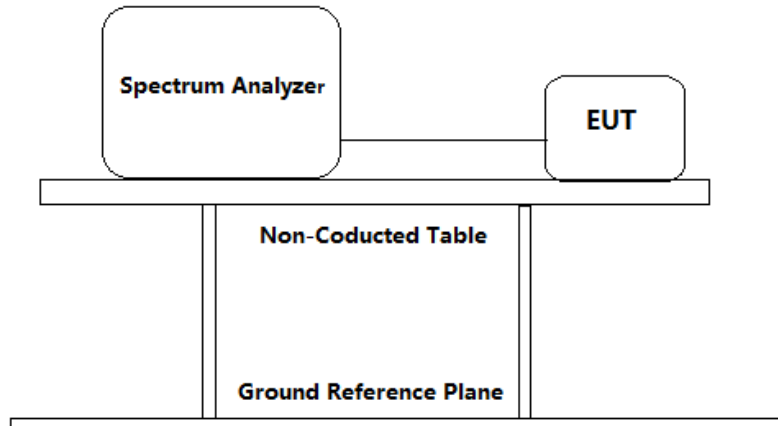 Spectrum Analyzer
EUT
Non-Coducted Table
Ground Reference Plane